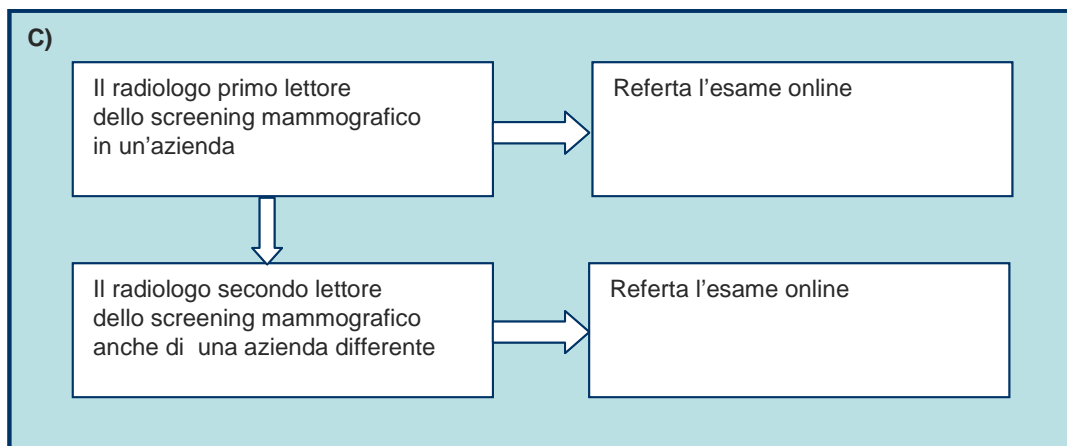 C)
Il radiologo primo lettore
dello screening mammografico
in un'azienda
Referta l'esame online
Il radiologo secondo lettore
dello screening mammografico
anche di  una azienda differente
Referta l'esame online